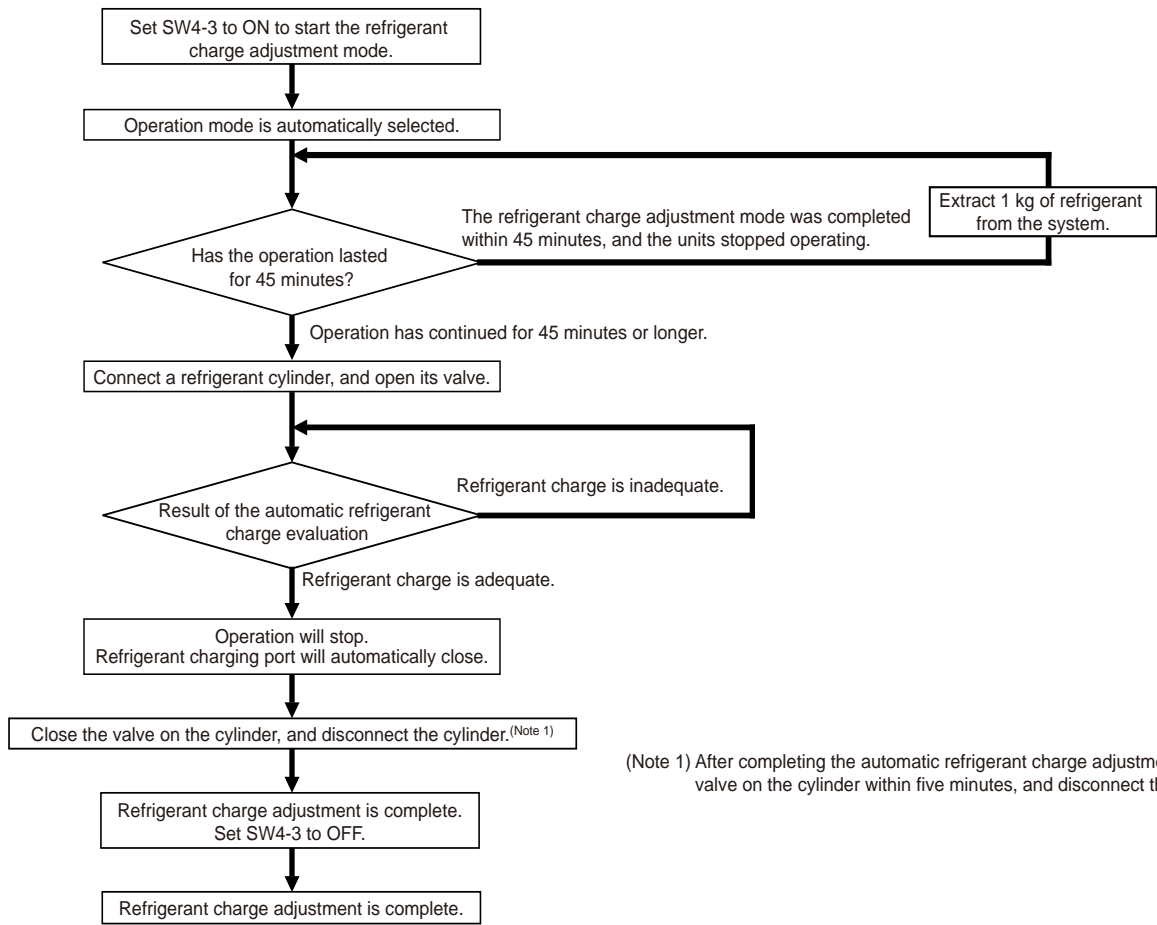 Set SW4-3 to ON to start the refrigerant
charge adjustment mode.
Operation mode is automatically selected.
Extract 1 kg of refrigerant
from the system.
The refrigerant charge adjustment mode was completed
within 45 minutes, and the units stopped operating.
Has the operation lasted
for 45 minutes?
Operation has continued for 45 minutes or longer.
Connect a refrigerant cylinder, and open its valve.
Refrigerant charge is inadequate.
Result of the automatic refrigerant
charge evaluation
Refrigerant charge is adequate.
Operation will stop.
Refrigerant charging port will automatically close.
Close the valve on the cylinder, and disconnect the cylinder.(Note 1)
(Note 1) After completing the automatic refrigerant charge
valve on the cylinder within five minutes, and disconnect
Refrigerant charge adjustment is complete.
Set SW4-3 to OFF.
Refrigerant charge adjustment is complete.